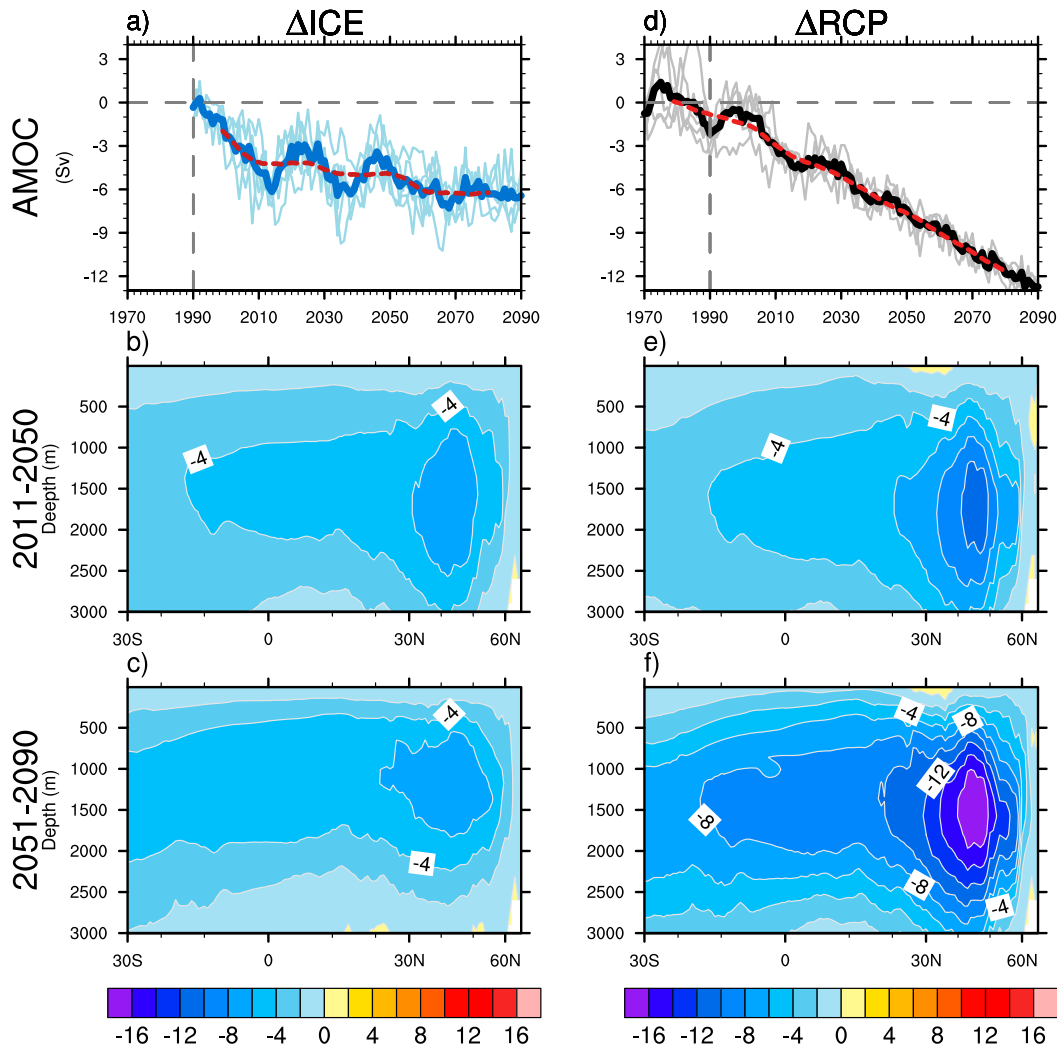 a) ΔICE
d) ΔRCP
AMOC
(Sv)
3
0
-3
-6
-9
-12
1970 1990 2010 2030 2050 2070 2090
3
0
-3
-6
-9
-12
1970 1990 2010 2030 2050 2070 2090
b)
e)
2011-2050
Deepth (m)
500
1000
1500
2000
2500
3000
-4
-4
30S 0 30N 60N
500
1000
1500
2000
2500
3000
-4
-4
30S 0 30N 60N
c)
f)
2051-2090
Depth (m)
500
1000
1500
2000
2500
3000
-4
-4
30S 0 30N 60N
500
1000
1500
2000
2500
3000
-4
-8
-12
-8
-8
-4
30S 0 30N 60N
-16 -12 -8 -4 0 4 8 12 16
-16 -12 -8 -4 0 4 8 12 16